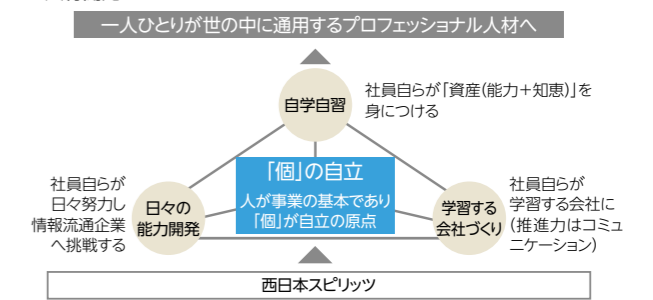 一人ひとりが世の中に通用するプロフェッショナル人材へ
自学自習
社員自らが「資産(能力+知恵)」を
身につける
「個」の自立
人が事業の基本であり
「個」が自立の原点
社員自らが
日々努力し
情報流通企業
へ挑戦する
日々の
能力開発
学習する
会社づくり
社員自らが
学習する会社に
(推進力はコミュ
ニケーション)
西日本スピリッツ